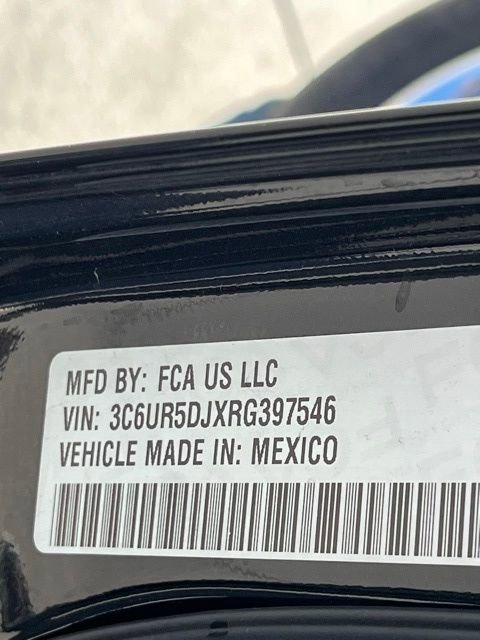 MFD BY: FCA US LLC
VIN: 3C6UR5DJXRG397546
VEHICLE MADE IN: MEXICO